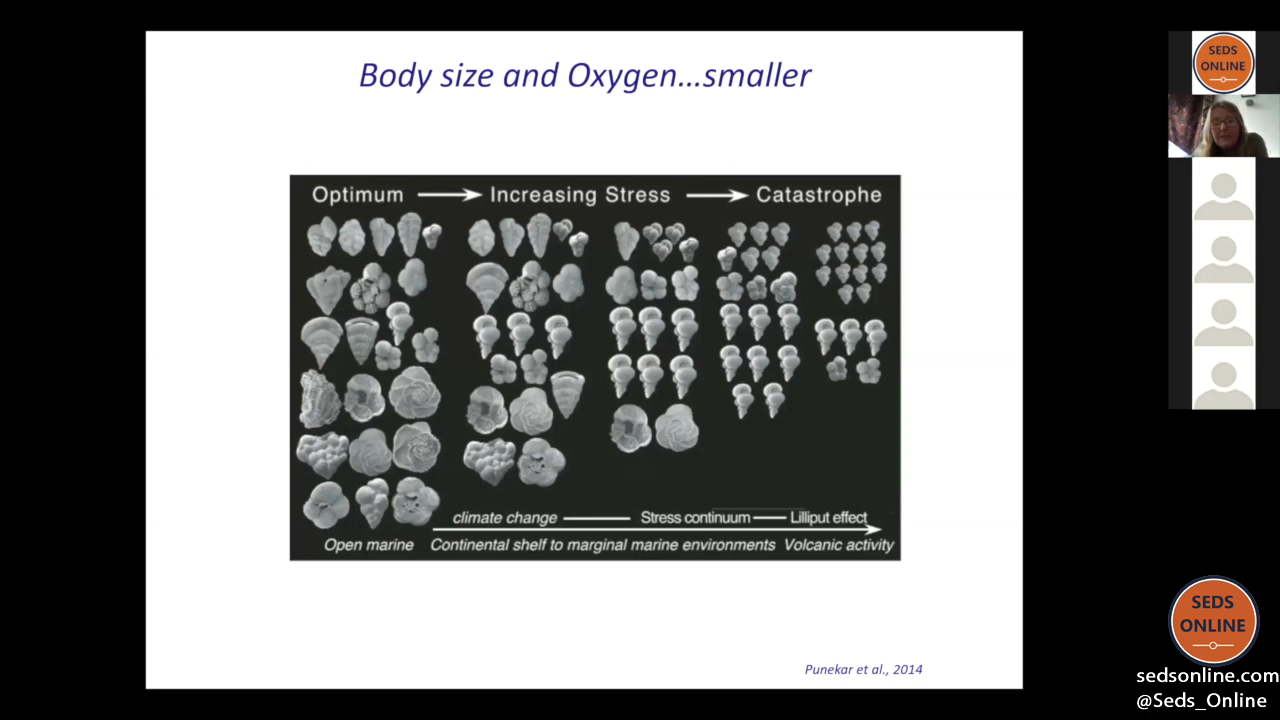 Body size and Oxygen...smaller
Optimum Increasing Stress Catastrophe
climate change Stress continuum Lilliput effect
Open marine Continental shelf to marginal marine environments Volcanic activity
Punekar et al., 2014
SEDS
ONLINE
SEDS
ONLINE
sedsonline.com
@Seds_Online